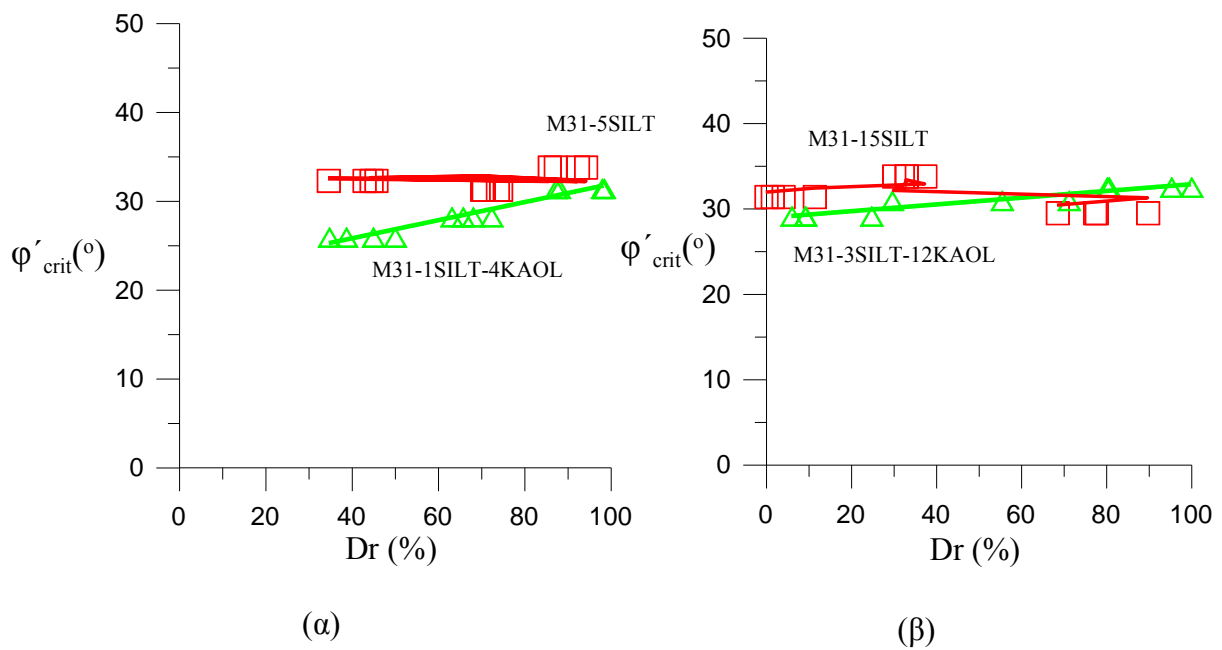 50
40
30
20
10
0
φ´crit(o)
M31-5SILT
M31-1SILT-4KAOL
0 20 40 60 80 100
Dr (%)
(α)
50
40
30
20
10
0
φ´crit(o)
M31-15SILT
M31-3SILT-12KAOL
0 20 40 60 80 100
Dr (%)
(β)